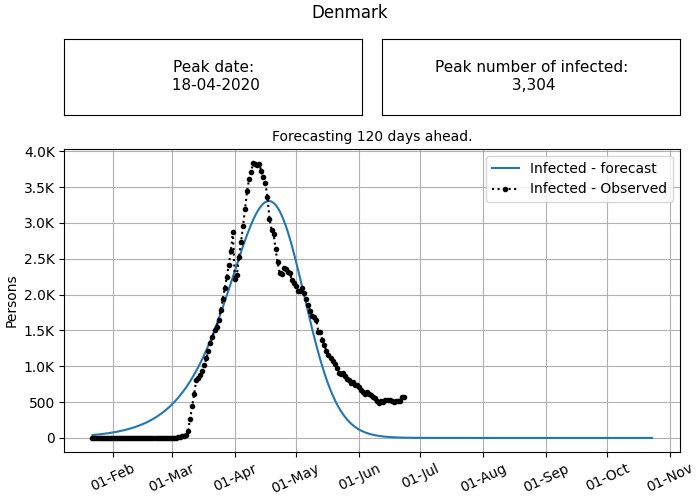 Denmark
Peak date:
18-04-2020
Peak number of infected:
3,304
Forecasting 120 days ahead.
4.0K
3.5K
3.0K
2.5K
2.0K
1.5K
1.0K
500
0
Persons
Infected - forecast
Infected - Observed
01-Feb
01-Mar
01-Apr
01-May
01-Jun
01-Jul
01-Aug
01-Sep
01-Oct
01-Nov